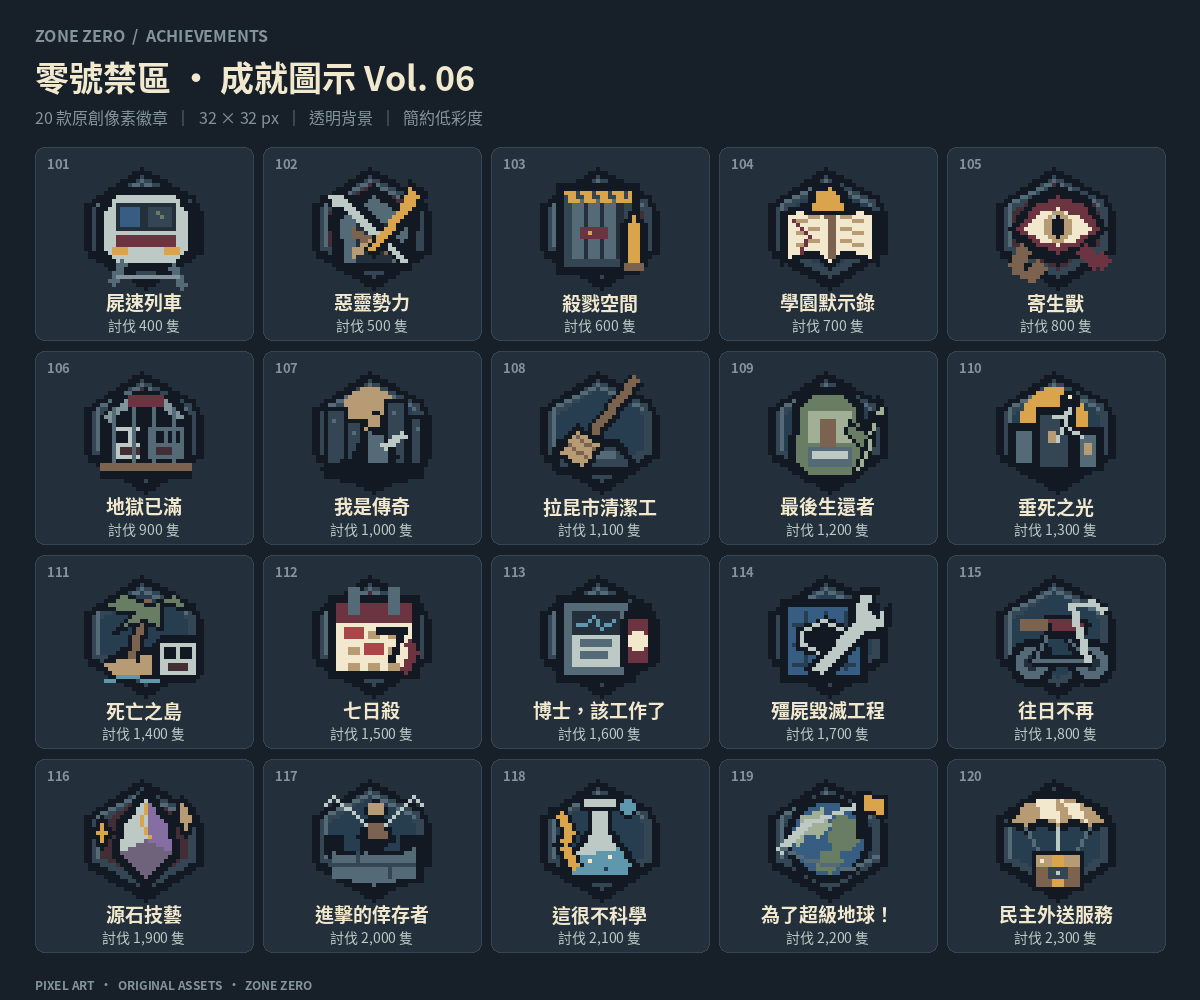 ZONE ZERO / ACHIEVEMENTS
零號禁區 · 成就圖示 Vol. 06
20 款原創像素徽章 | 32 × 32 px | 透明背景 | 簡約低彩度
101
屍速列車
討伐 400 隻
102
惡靈勢力
討伐 500 隻
103
殺戮空間
討伐 600 隻
104
學園默示錄
討伐 700 隻
105
寄生獸
討伐 800 隻
106
地獄已滿
討伐 900 隻
107
我是傳奇
討伐 1,000 隻
108
拉昆市清潔工
討伐 1,100 隻
109
最後生還者
討伐 1,200 隻
110
垂死之光
討伐 1,300 隻
111
死亡之島
討伐 1,400 隻
112
七日殺
討伐 1,500 隻
113
博士，該工作了
討伐 1,600 隻
114
殭屍毀滅工程
討伐 1,700 隻
115
往日不再
討伐 1,800 隻
116
源石技藝
討伐 1,900 隻
117
進擊的倖存者
討伐 2,000 隻
118
這很不科學
討伐 2,100 隻
119
為了超級地球！
討伐 2,200 隻
120
民主外送服務
討伐 2,300 隻
PIXEL ART · ORIGINAL ASSETS · ZONE ZERO